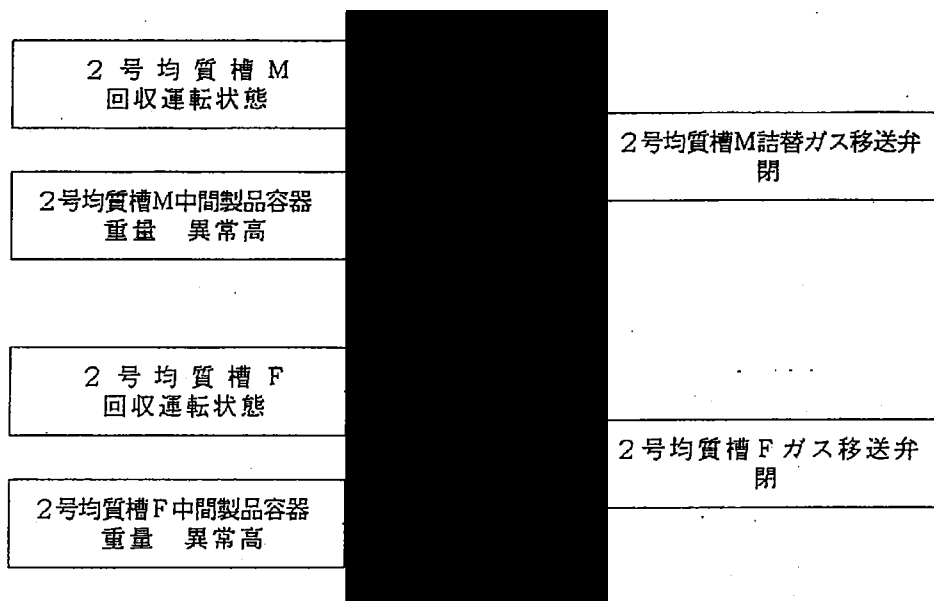 2号均質槽M
回収運転状態
2号均質槽M詰替ガス移送弁
閉
2号均質槽M中間製品容器
重量 異常高
2号均質槽F
回収運転状態
2号均質槽Fガス移送弁
閉
2号均質槽F中間製品容器
重量 異常高